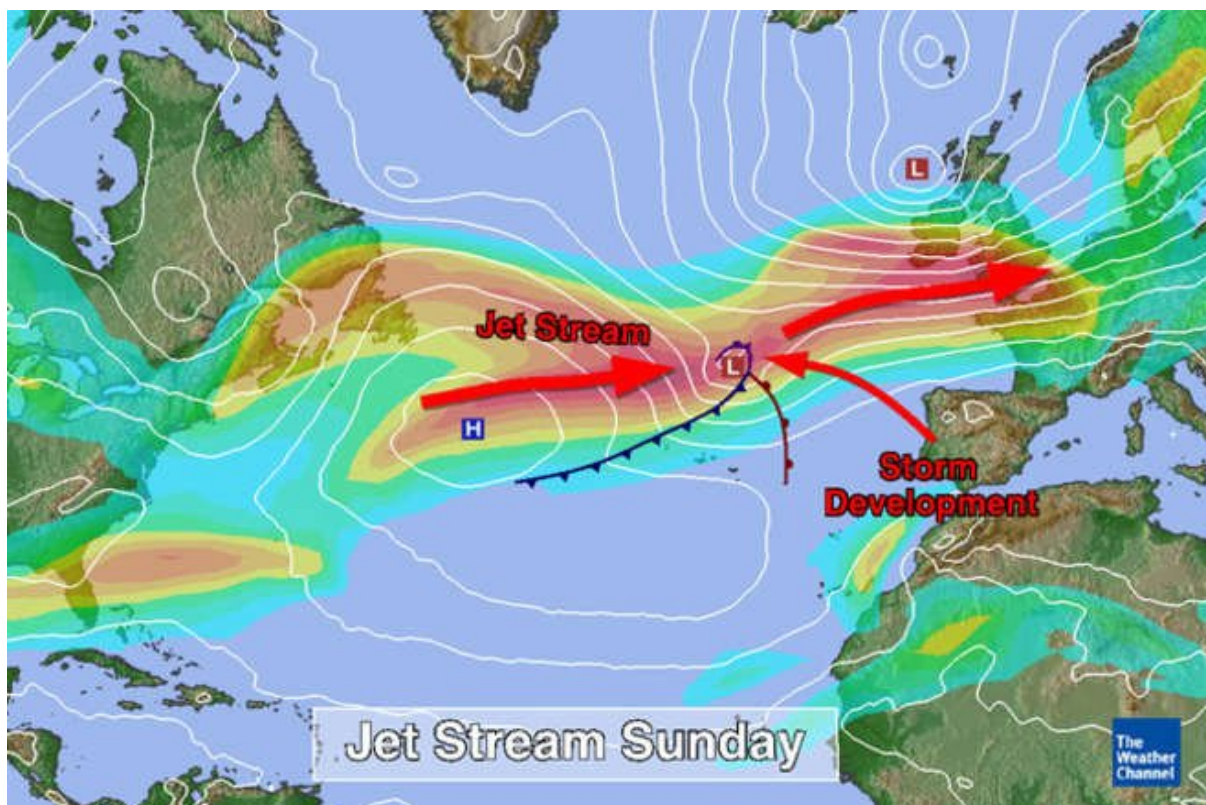 L
Jet Stream
L
H
Storm
Development
Jet Stream Sunday
The
Weather
Channel